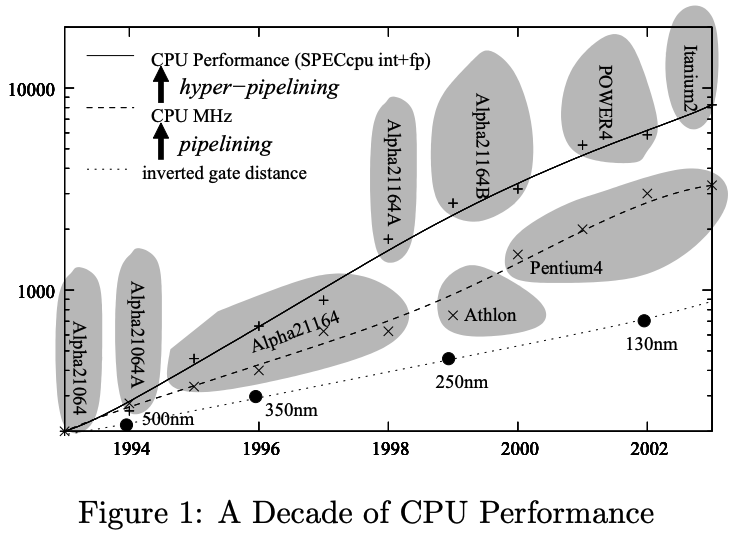 CPU Performance (SPECcpu int+fp)
hyper-pipelining
CPU MHz
pipelining
inverted gate distance
10000
1000
Alpha21064
Alpha21064A
Alpha21164
Alpha21164A
Alpha21164B
POWER4
Itanium2
Pentium4
Athlon
500nm
350nm
250nm
130nm
1994 1996 1998 2000 2002
Figure 1: A Decade of CPU Performance